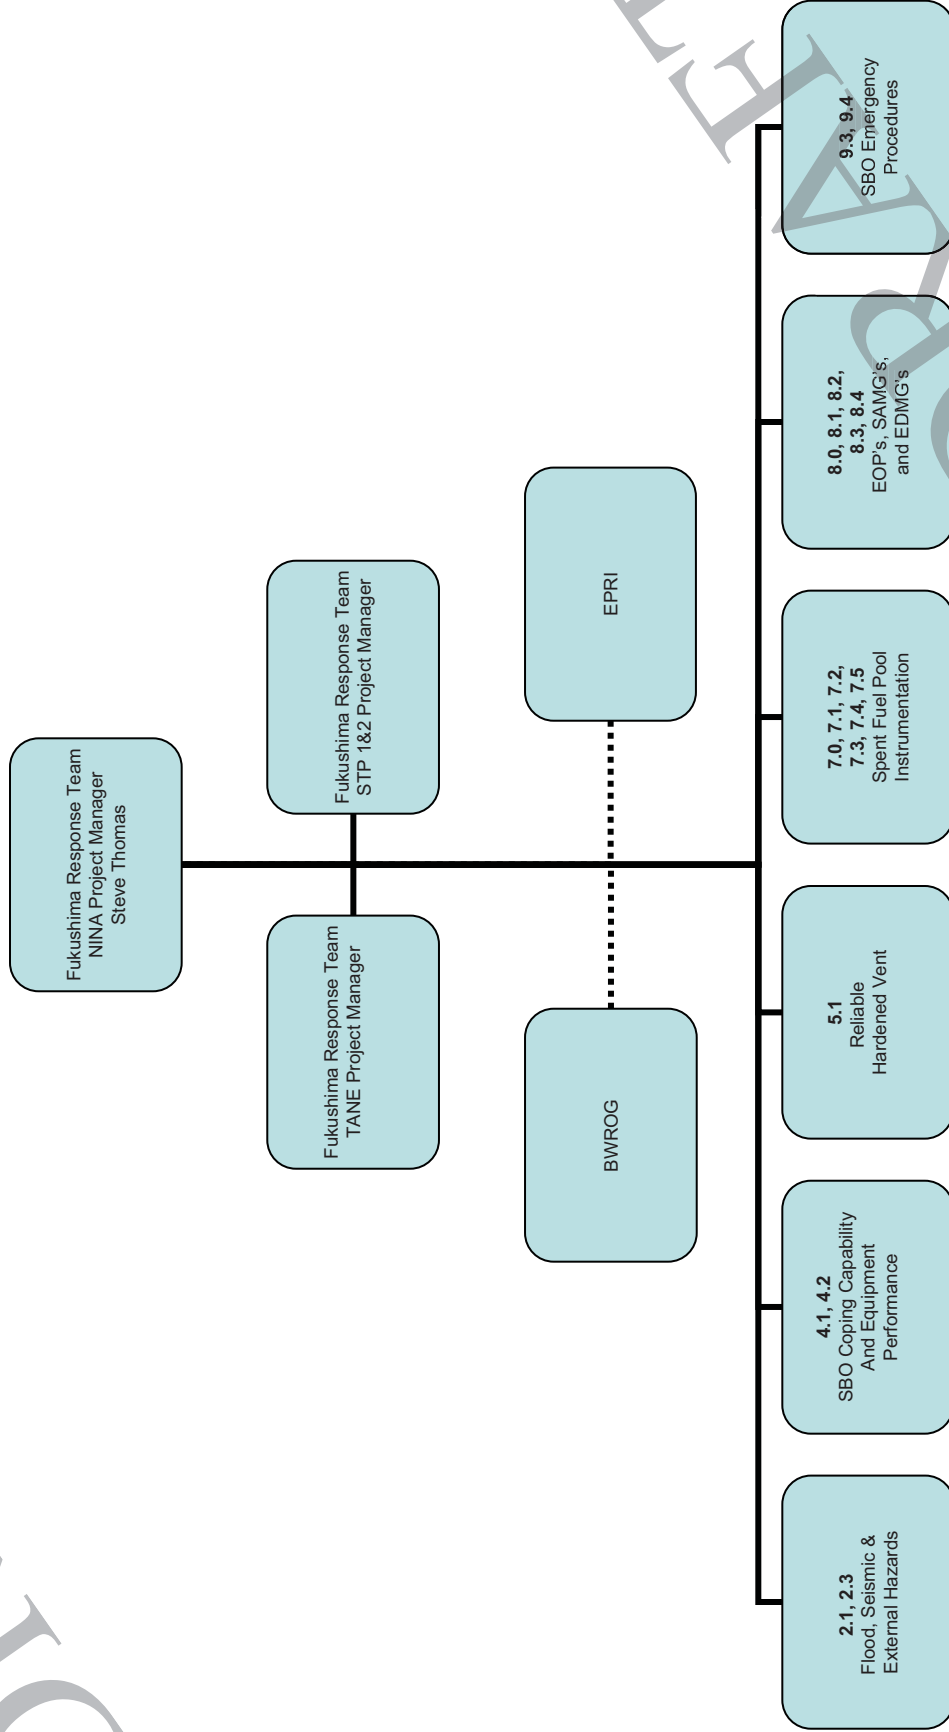 Fukushima Response Team
NINA Project Manager
Steve Thomas
Fukushima Response Team
TANE Project Manager
Fukushima Response Team
STP 1&2 Project Manager
BWROG
EPRI
2.1, 2.3
Flood, Seismic &
External Hazards
4.1, 4.2
SBO Coping Capability
And Equipment
Performance
5.1
Reliable
Hardened Vent
7.0, 7.1, 7.2,
7.3, 7.4, 7.5
Spent Fuel Pool
Instrumentation
8.0, 8.1, 8.2,
8.3, 8.4
EOP's, SAMG's,
and EDMG's
9.3, 9.4
SBO Emergency
Procedures